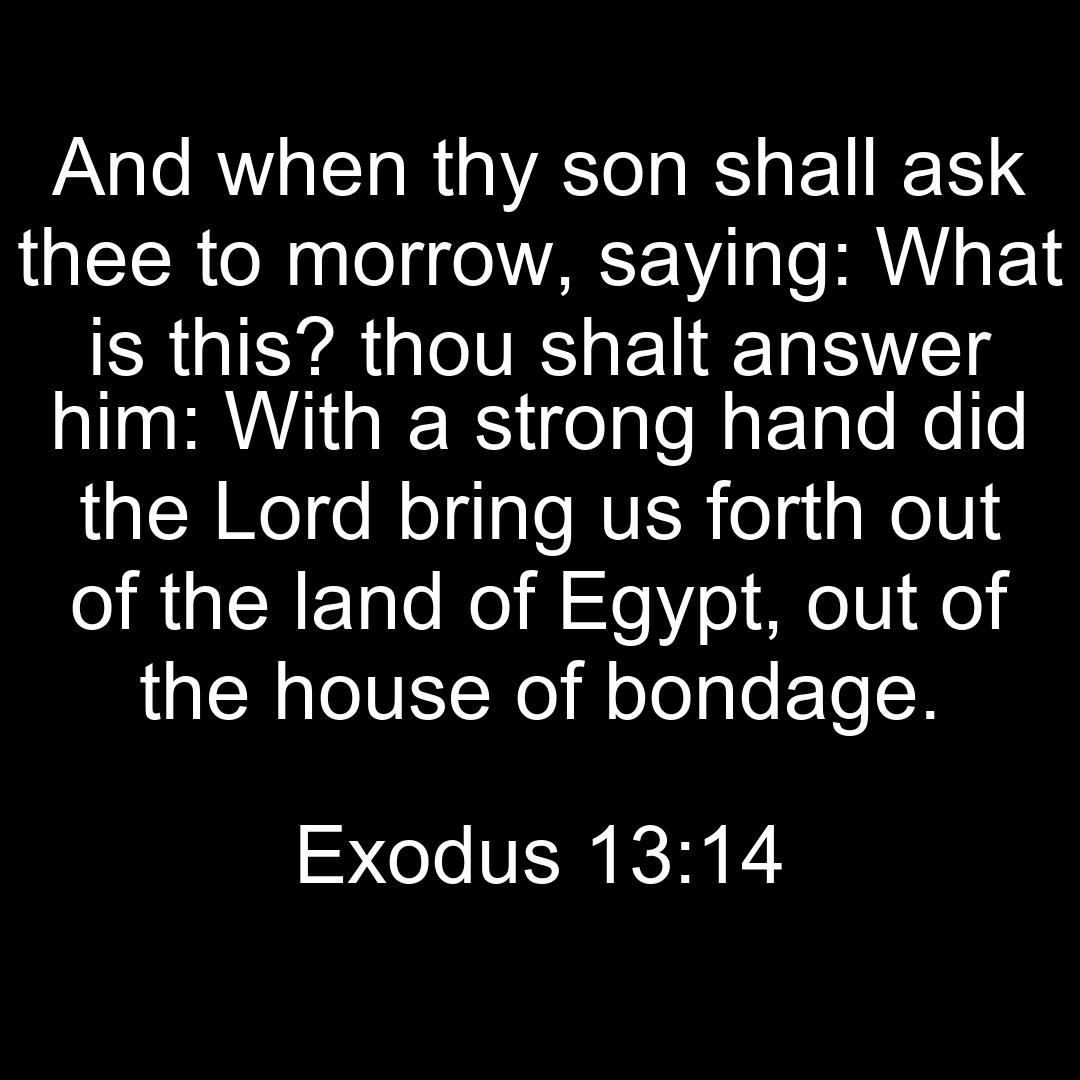 And when thy son shall ask
thee to morrow, saying: What
is this? thou shalt answer
him: With a strong hand did
the Lord bring us forth out
of the land of Egypt, out of
the house of bondage.
Exodus 13:14